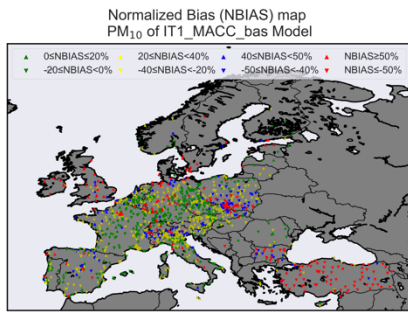 Normalized Bias (NBIAS) map
PM₁₀ of IT1_MACC_bas Model
0≤NBIAS≤20% 20≤NBIAS<40% 40≤NBIAS<50% NBIAS≥50%
-20≤NBIAS<0% -40≤NBIAS<-20% -50≤NBIAS<-40% NBIAS≤-50%